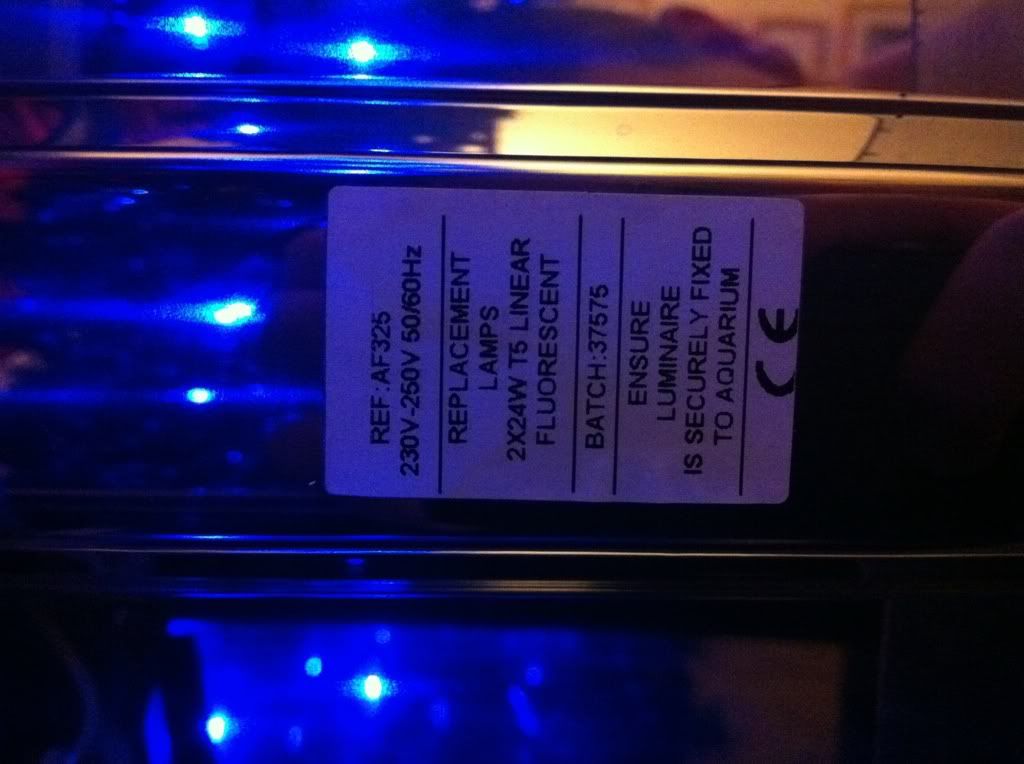 REF:AF325
230V-250V 50/60Hz
REPLACEMENT
LAMPS
2X24W T5 LINEAR
FLUORESCENT
BATCH:37575
ENSURE
LUMINAIRE
IS SECURELY FIXED
TO AQUARIUM
CE